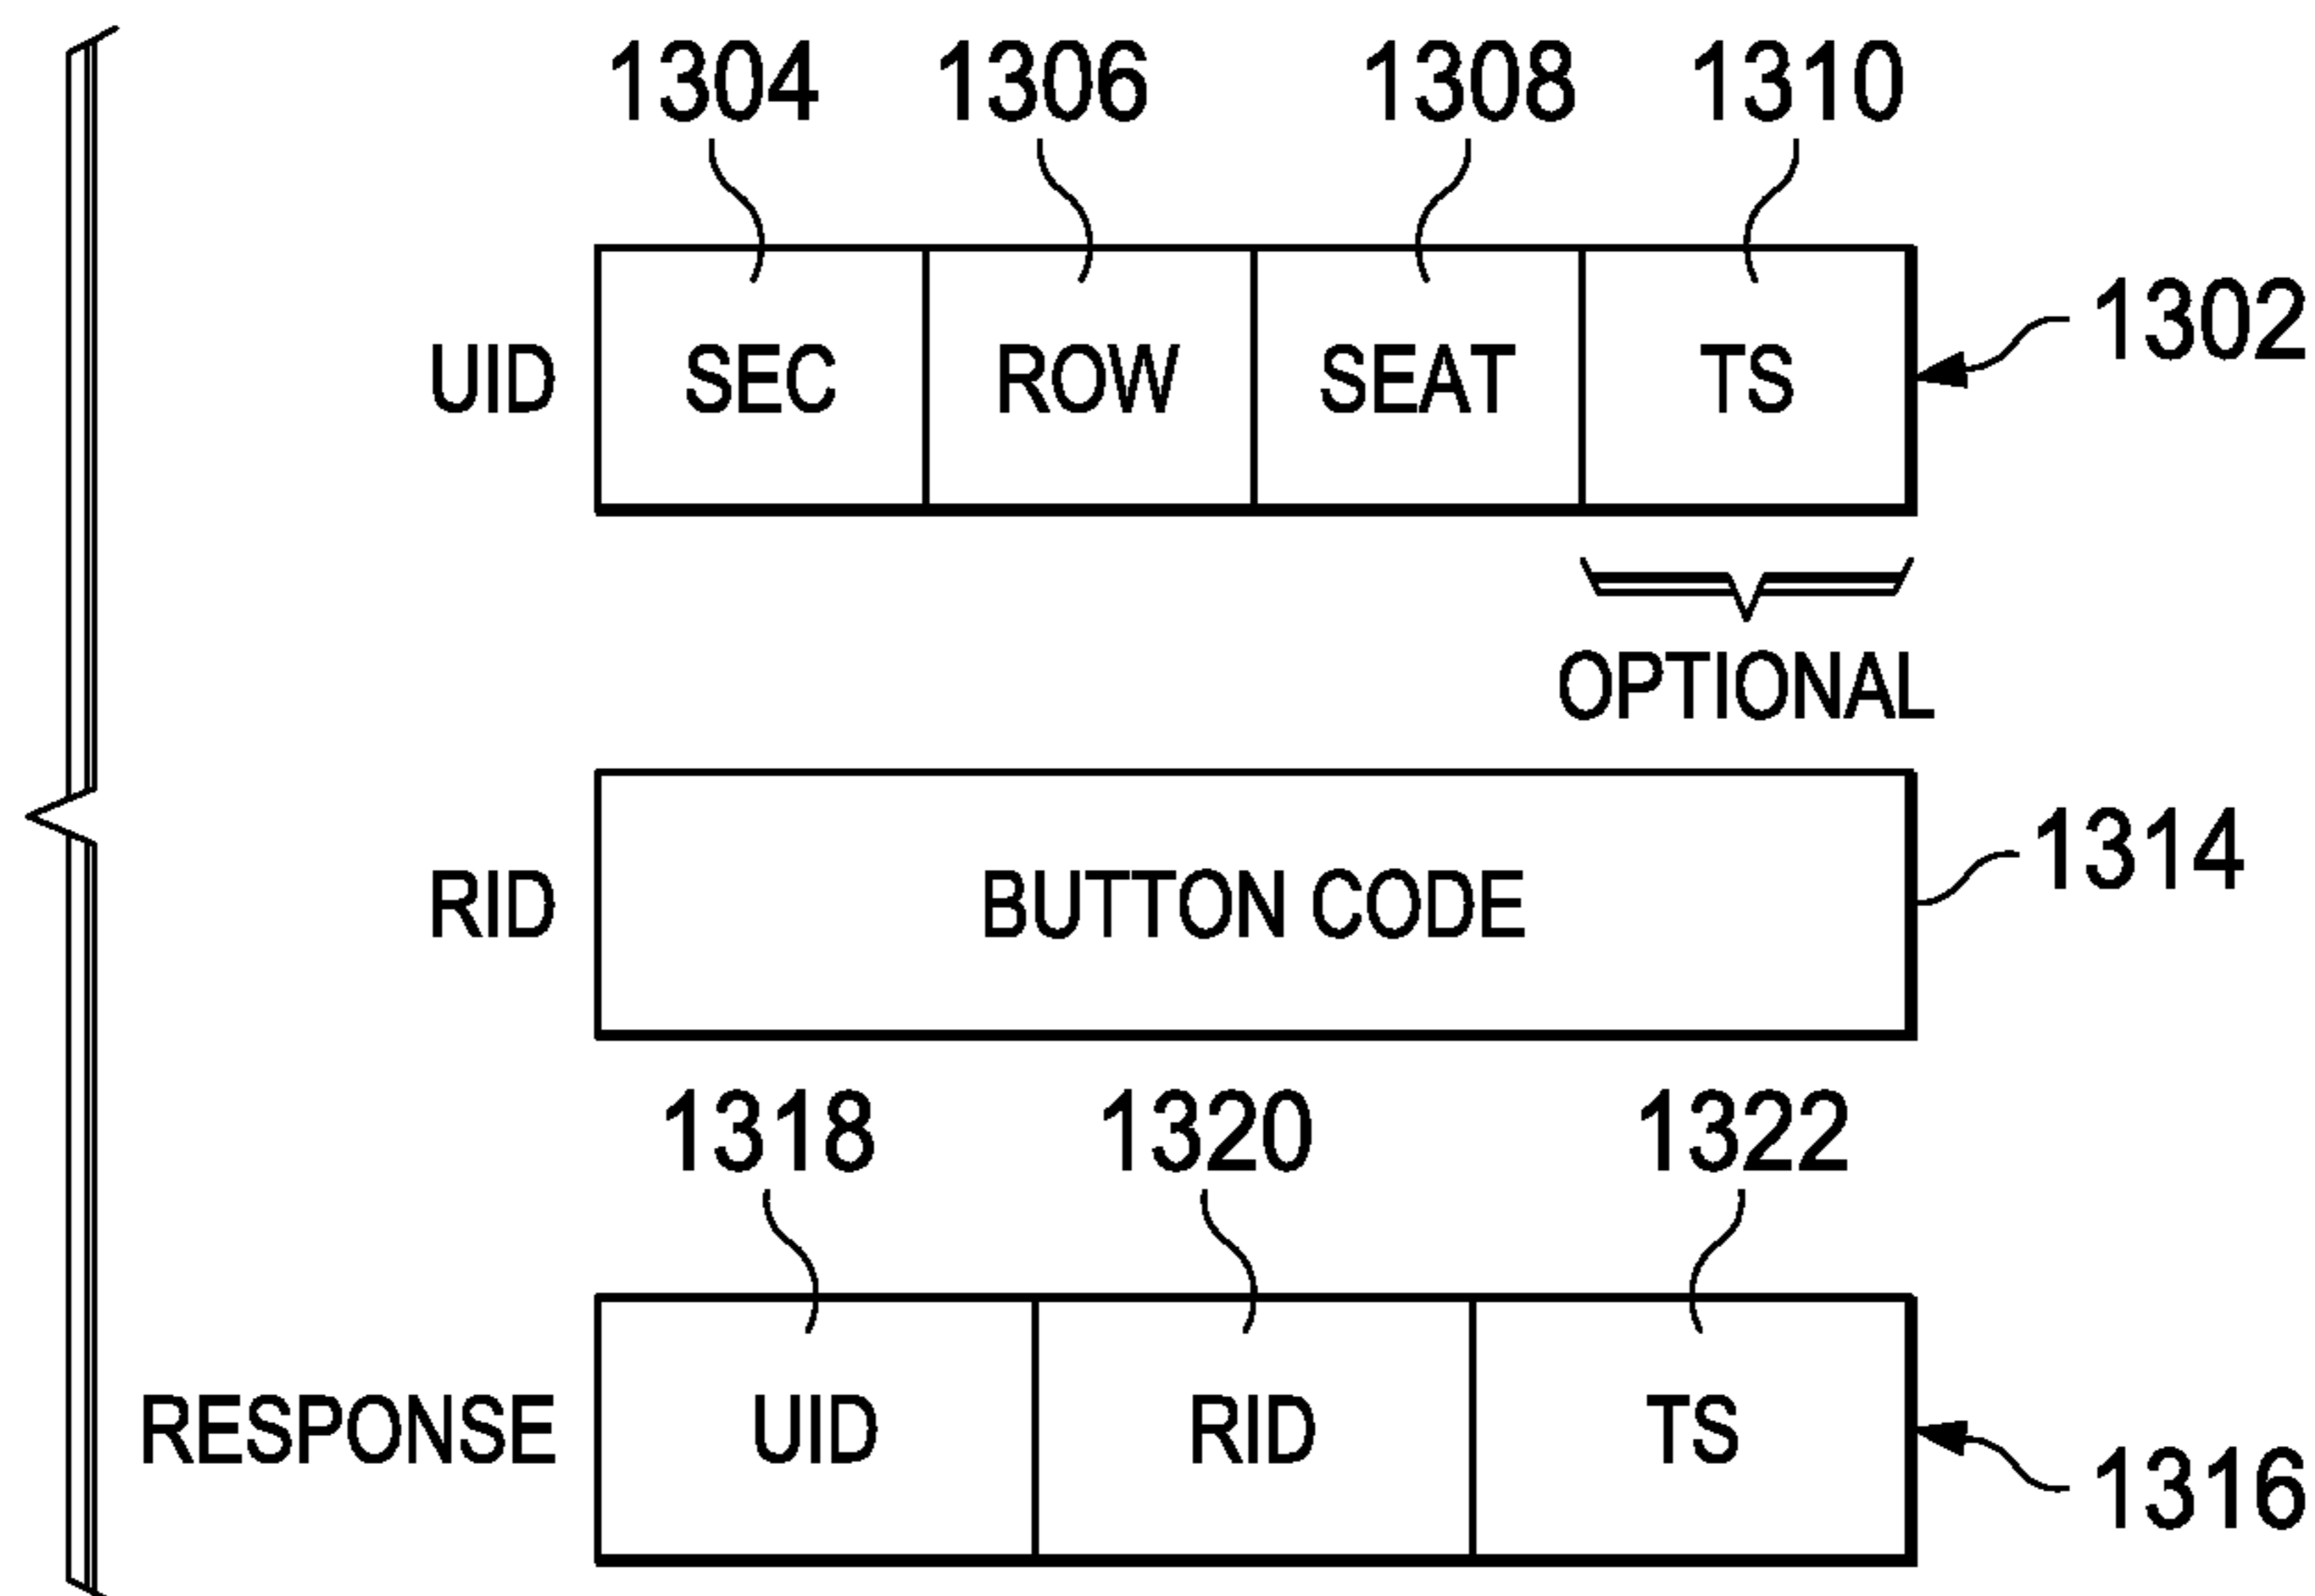 1304 1306 1308 1310
1302
UID SEC ROW SEAT TS
OPTIONAL
1314
RID BUTTON CODE
1318 1320 1322
RESPONSE UID RID TS
1316